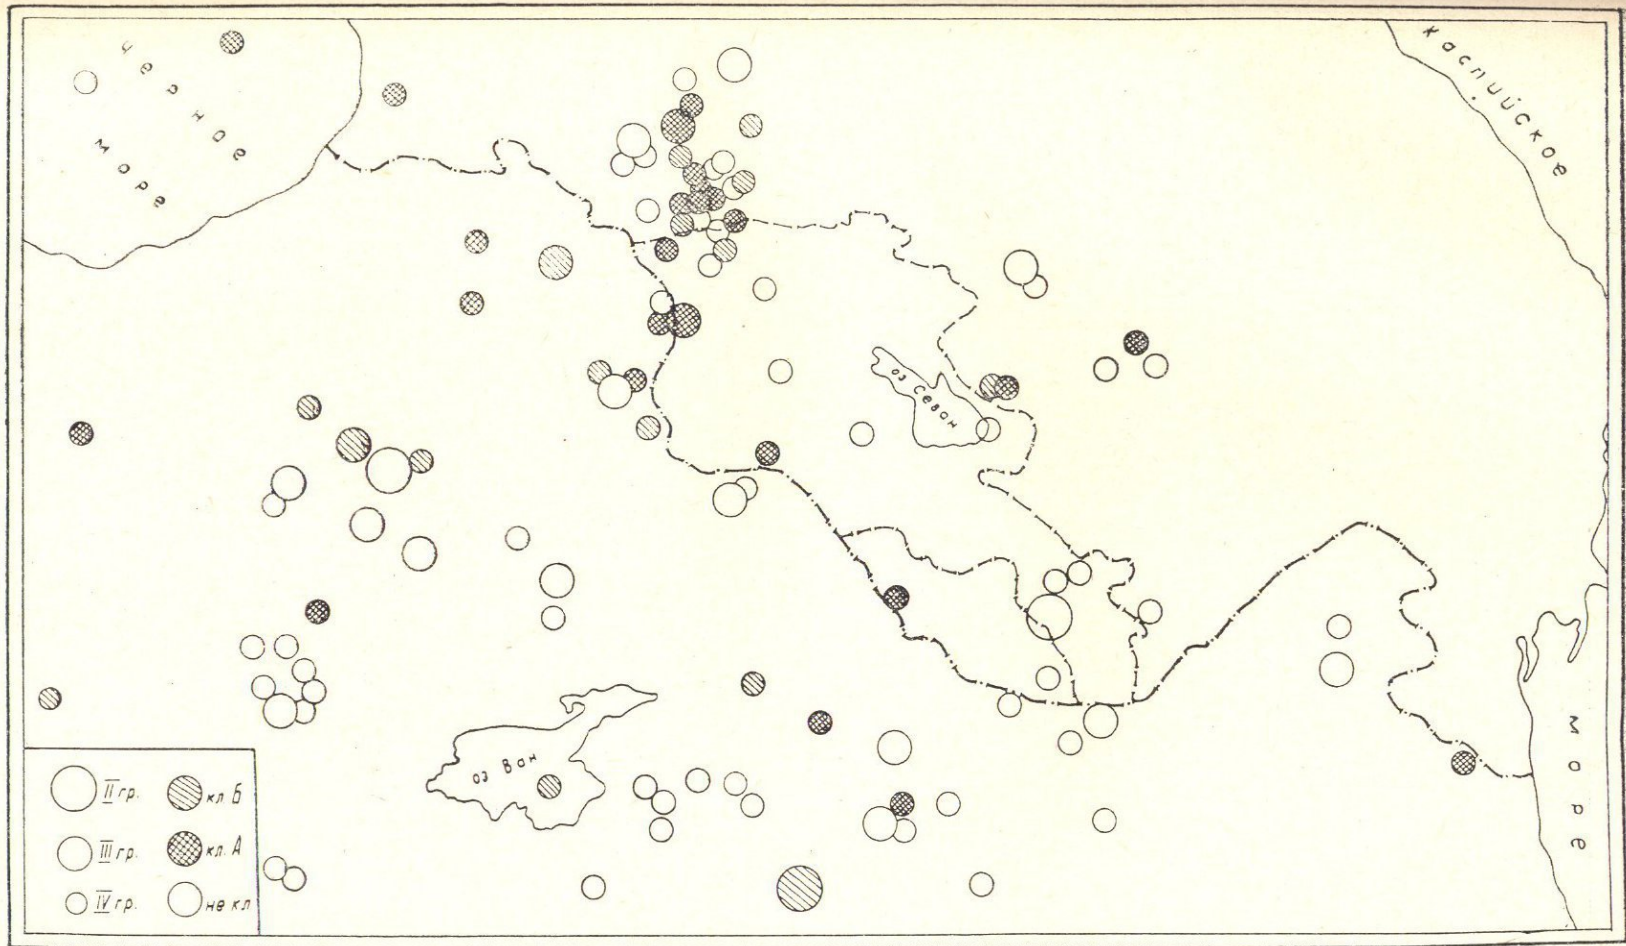 Черное
море
Каспийское
оз Севан
оз Ван
море
II гр.
кл Б
III гр.
кл. А
IV гр.
не кл